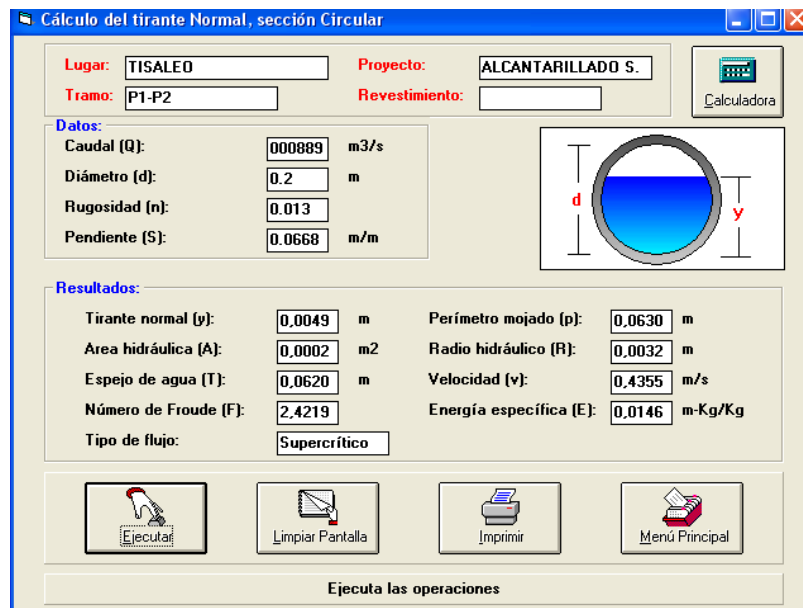 Cálculo del tirante Normal, sección Circular
Lugar: TISALEO Proyecto: ALCANTARILLADO S.
Tramo: P1-P2 Revestimiento:
Calculadora
Datos:
Caudal (Q): 000889 m3/s
Diámetro (d): 0.2 m
Rugosidad (n): 0.013
Pendiente (S): 0.0668 m/m
d
y
Resultados:
Tirante normal (y): 0,0049 m Perímetro mojado (p): 0,0630 m
Area hidráulica (A): 0,0002 m2 Radio hidráulico (R): 0,0032 m
Espejo de agua (T): 0,0620 m Velocidad (v): 0,4355 m/s
Número de Froude (F): 2,4219 Energía específica (E): 0,0146 m-Kg/Kg
Tipo de flujo: Supercrítico
Ejecutar Limpiar Pantalla Imprimir Menú Principal
Ejecuta las operaciones